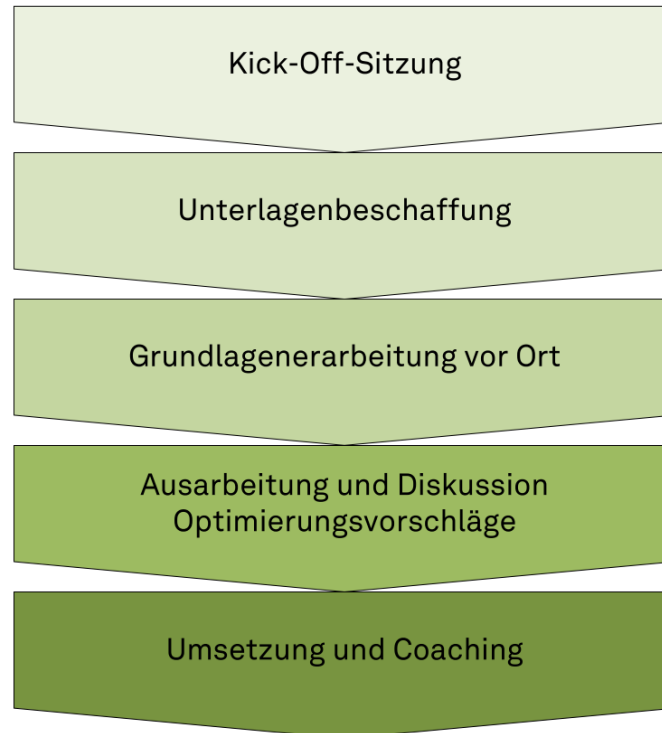 Kick-Off-Sitzung
Unterlagenbeschaffung
Grundlagenerarbeitung vor Ort
Ausarbeitung und Diskussion
Optimierungsvorschläge
Umsetzung und Coaching